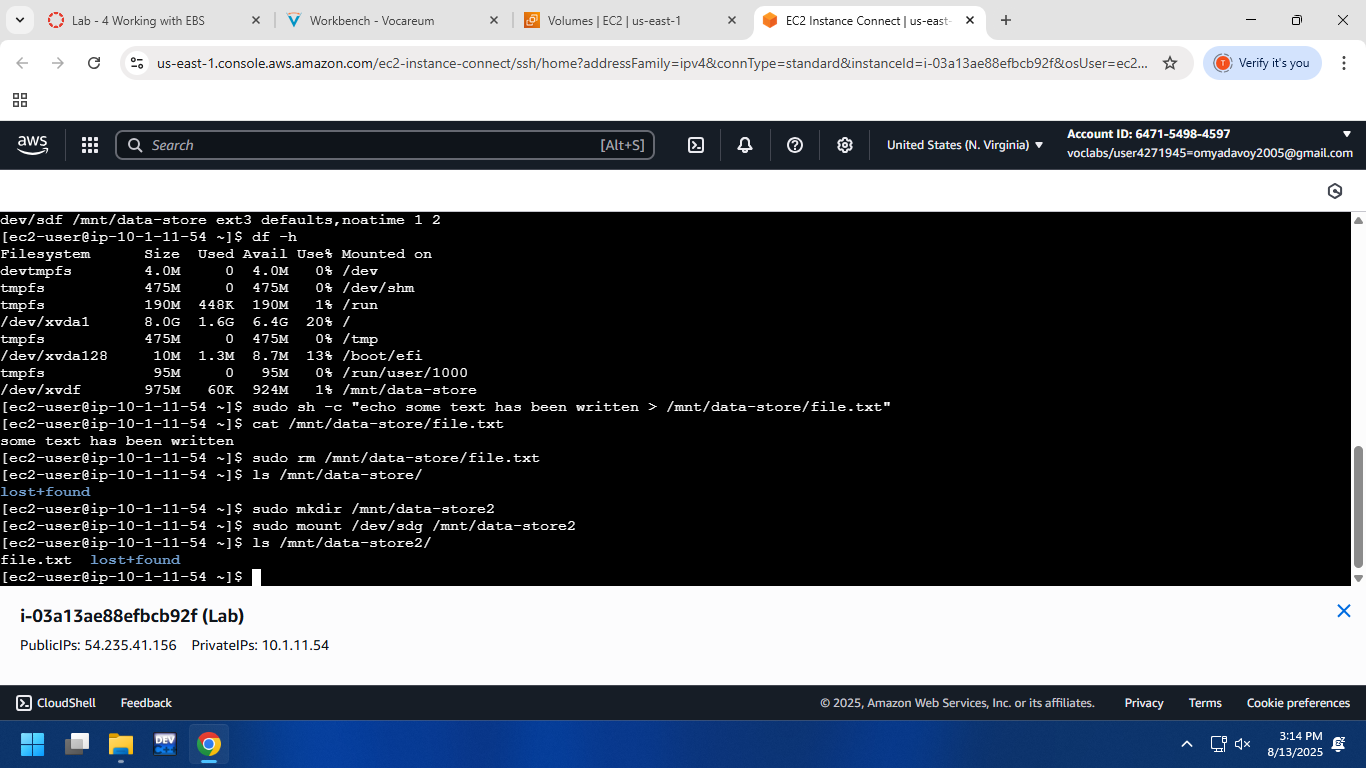 Lab - 4 Working with EBS
Workbench - Vocareum
Volumes | EC2 | us-east-1
EC2 Instance Connect | us-east-
us-east-1.console.aws.amazon.com/ec2-instance-connect/ssh/home?addressFamily=ipv4&connType=standard&instanceId=i-03a13ae88efbcb92f&osUser=ec2...
T
Verify it's you
aws
Search
[Alt+S]
United States (N. Virginia)
Account ID: 6471-5498-4597
voclabs/user4271945=omyadavoy2005@gmail.com
dev/sdf /mnt/data-store ext3 defaults,noatime 1 2
[ec2-user@ip-10-1-11-54 ~]$ df -h
Filesystem      Size  Used Avail Use% Mounted on
devtmpfs        4.0M     0  4.0M   0% /dev
tmpfs           475M     0  475M   0% /dev/shm
tmpfs           190M  448K  190M   1% /run
/dev/xvda1      8.0G  1.6G  6.4G  20% /
tmpfs           475M     0  475M   0% /tmp
/dev/xvda128     10M  1.3M  8.7M  13% /boot/efi
tmpfs            95M     0   95M   0% /run/user/1000
/dev/xvdf       975M   60K  924M   1% /mnt/data-store
[ec2-user@ip-10-1-11-54 ~]$ sudo sh -c "echo some text has been written > /mnt/data-store/file.txt"
[ec2-user@ip-10-1-11-54 ~]$ cat /mnt/data-store/file.txt
some text has been written
[ec2-user@ip-10-1-11-54 ~]$ sudo rm /mnt/data-store/file.txt
[ec2-user@ip-10-1-11-54 ~]$ ls /mnt/data-store/
lost+found
[ec2-user@ip-10-1-11-54 ~]$ sudo mkdir /mnt/data-store2
[ec2-user@ip-10-1-11-54 ~]$ sudo mount /dev/sdg /mnt/data-store2
[ec2-user@ip-10-1-11-54 ~]$ ls /mnt/data-store2/
file.txt  lost+found
[ec2-user@ip-10-1-11-54 ~]$
i-03a13ae88efbcb92f (Lab)
PublicIPs: 54.235.41.156 PrivateIPs: 10.1.11.54
CloudShell
Feedback
© 2025, Amazon Web Services, Inc. or its affiliates.
Privacy
Terms
Cookie preferences
DEV
3:14 PM
8/13/2025